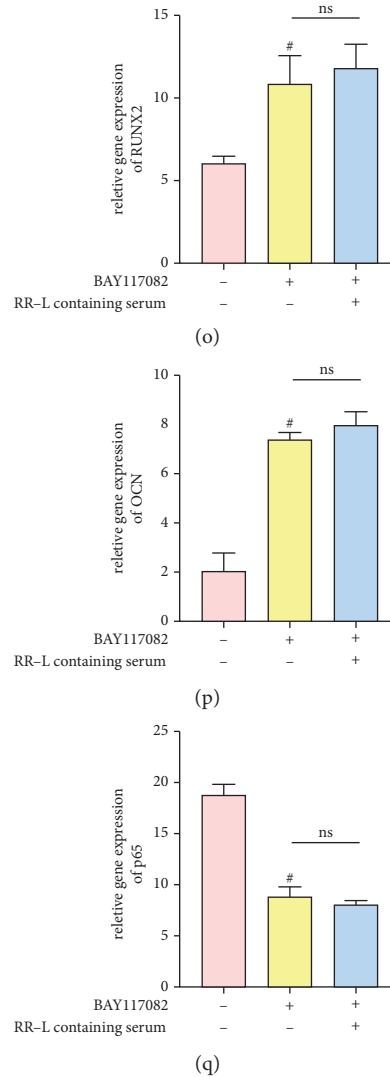 ns
#
15
10
5
0
reletive gene expression
of RUNX2
BAY117082 – + +
RR–L containing serum – – +
(o)
ns
#
10
8
6
4
2
0
reletive gene expression
of OCN
BAY117082 – + +
RR–L containing serum – – +
(p)
25
20
15
10
5
0
reletive gene expression
of p65
ns
#
BAY117082 – + +
RR–L containing serum – – +
(q)